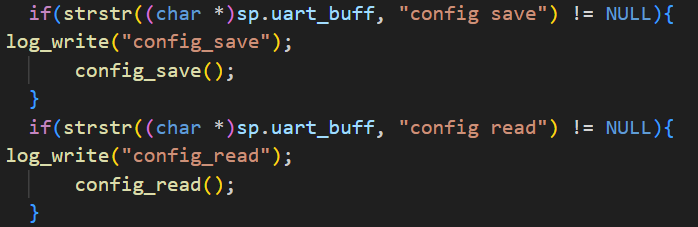 if(strstr((char *)sp.uart_buff, "config save") != NULL){
log_write("config_save");
config_save();
}
if(strstr((char *)sp.uart_buff, "config read") != NULL){
log_write("config_read");
config_read();
}